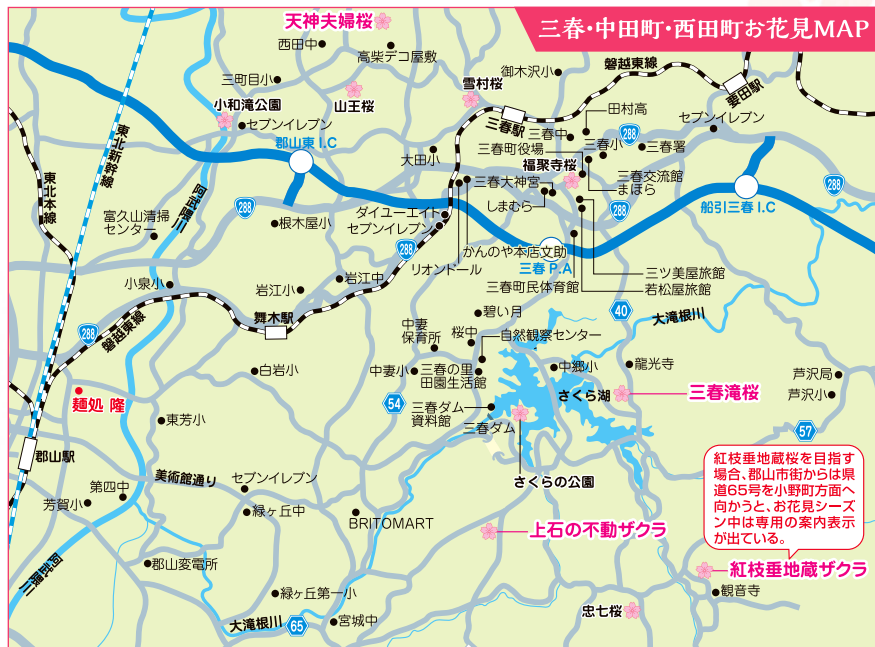 三春・中田町・西田町お花見MAP
天神夫婦桜
西田中
高柴デコ屋敷
磐越東線
三町目小
山王桜
雪村桜
御木沢小
要田駅
小和滝公園
セブンイレブン
三春駅
田村高
三春中
288
セブンイレブン
郡山東I.C
大田小
三春町役場
三春小
三春署
福聚寺桜
東北新幹線
東北本線
阿武隈川
三春大神宮
三春交流館
まほら
しまむら
288
船引三春I.C
288
富久山清掃
センター
288
根木屋小
ダイユーエイト
セブンイレブン
288
かんのや本店文助
リオンドール
三春P.A
三春町民体育館
三ツ美屋旅館
若松屋旅館
小泉小
岩江小
岩江中
40
大滝根川
288
磐越東線
舞木駅
碧い月
中妻
保育所
桜中
自然観察センター
白岩小
中妻小
三春の里
田園生活館
中郷小
龍光寺
芦沢局
芦沢小
麺処 隆
54
さくら湖
三春滝桜
東芳小
三春ダム
資料館
三春ダム
57
郡山駅
美術館通り
セブンイレブン
さくらの公園
紅枝垂地蔵桜を目指す
場合、郡山市街からは県
道65号を小野町方面へ
向かうと、お花見シーズ
ン中は専用の案内表示
が出ている。
第四中
芳賀小
緑ヶ丘中
BRITOMART
上石の不動ザクラ
郡山変電所
紅枝垂地蔵ザクラ
阿武隈川
緑ヶ丘第一小
観音寺
大滝根川
65
宮城中
忠七桜